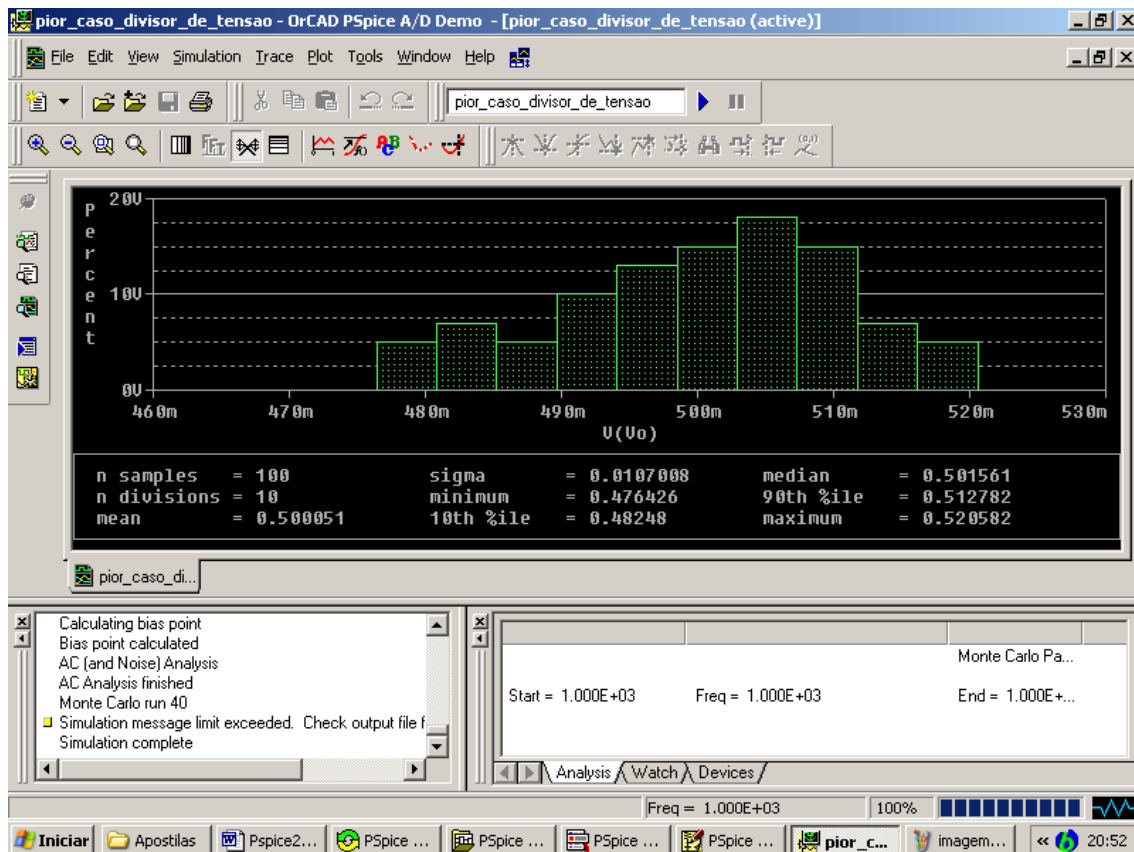 pior_caso_divisor_de_tensao - OrCAD PSpice A/D Demo - [pior_caso_divisor_de_tensao (active)]
File Edit View Simulation Trace Plot Tools Window Help
pior_caso_divisor_de_tensao
Percent
20V
10V
0V
460m 470m 480m 490m 500m 510m 520m 530m
V(Vo)
n samples = 100 sigma = 0.0107008 median = 0.501561
n divisions = 10 minimum = 0.476426 90th %ile = 0.512782
mean = 0.500051 10th %ile = 0.48248 maximum = 0.520582
pior_caso_di...
Calculating bias point
Bias point calculated
AC (and Noise) Analysis
AC Analysis finished
Monte Carlo run 40
Simulation message limit exceeded. Check output file f
Simulation complete
Monte Carlo Pa...
Start = 1.000E+03 Freq = 1.000E+03 End = 1.000E+...
Analysis Watch Devices
Freq = 1.000E+03 100%
Iniciar Apostilas Pspice2... PSpice ... PSpice ... PSpice ... PSpice ... pior_c... imagem... « 20:52